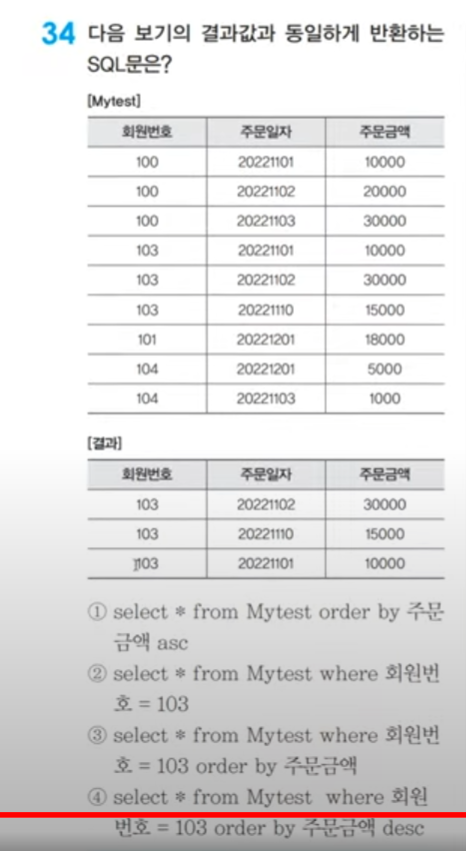 34 다음 보기의 결과값과 동일하게 반환하는
SQL문은?
[Mytest]
회원번호 주문일자 주문금액
100 20221101 10000
100 20221102 20000
100 20221103 30000
103 20221101 10000
103 20221102 30000
103 20221110 15000
101 20221201 18000
104 20221201 5000
104 20221103 1000
[결과]
회원번호 주문일자 주문금액
103 20221102 30000
103 20221110 15000
103 20221101 10000
① select * from Mytest order by 주문
금액 asc
② select * from Mytest where 회원번
호 = 103
③ select * from Mytest where 회원번
호 = 103 order by 주문금액
④ select * from Mytest where 회원
번호 = 103 order by 주문금액 desc